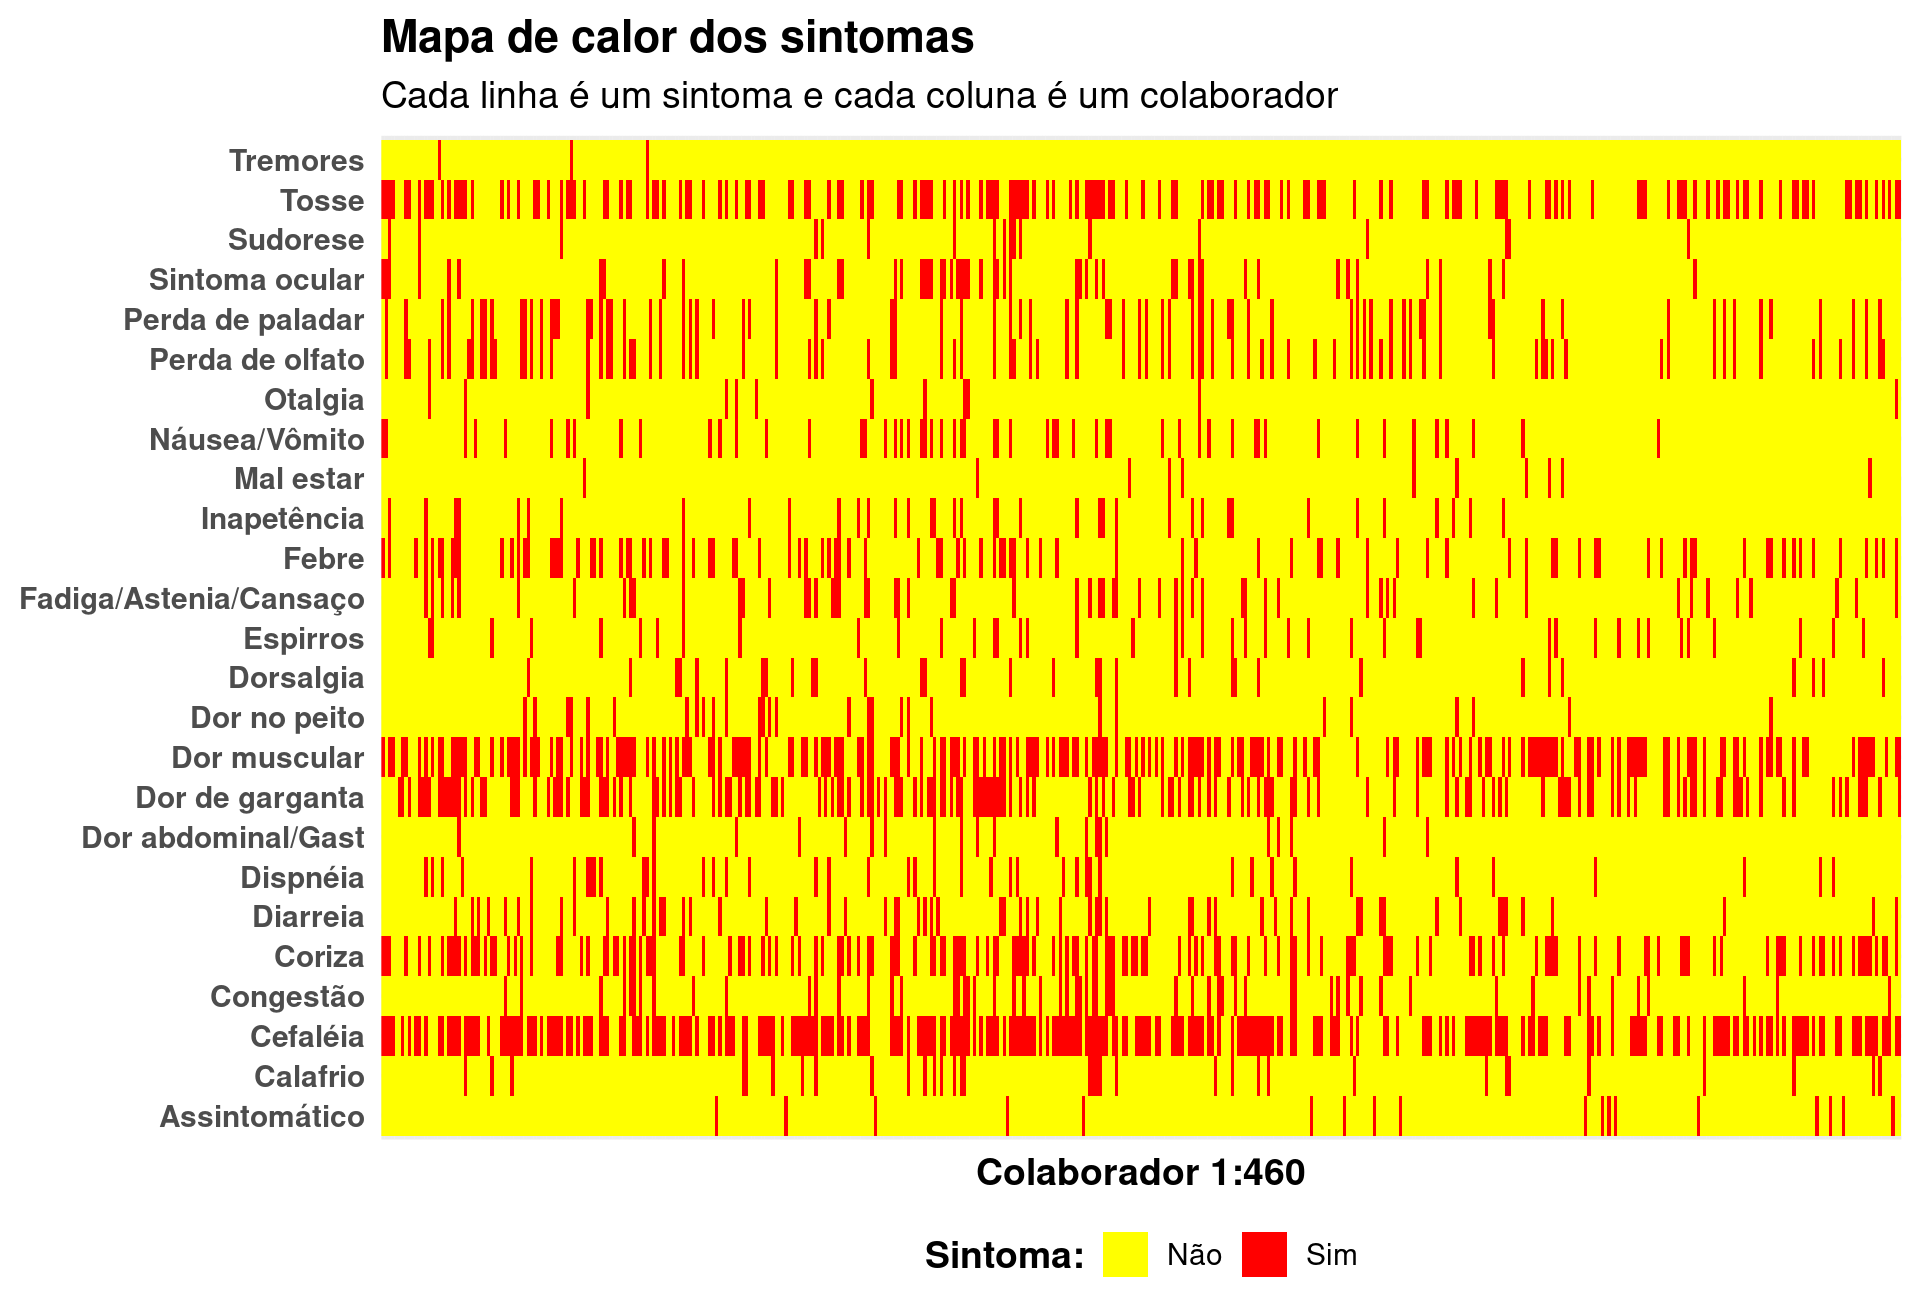 Mapa de calor dos sintomas
Cada linha é um sintoma e cada coluna é um colaborador
Tremores
Tosse
Sudorese
Sintoma ocular
Perda de paladar
Perda de olfato
Otalgia
Náusea/Vômito
Mal estar
Inapetência
Febre
Fadiga/Astenia/Cansaço
Espirros
Dorsalgia
Dor no peito
Dor muscular
Dor de garganta
Dor abdominal/Gast
Dispnéia
Diarreia
Coriza
Congestão
Cefaléia
Calafrio
Assintomático
Colaborador 1:460
Sintoma: Não Sim